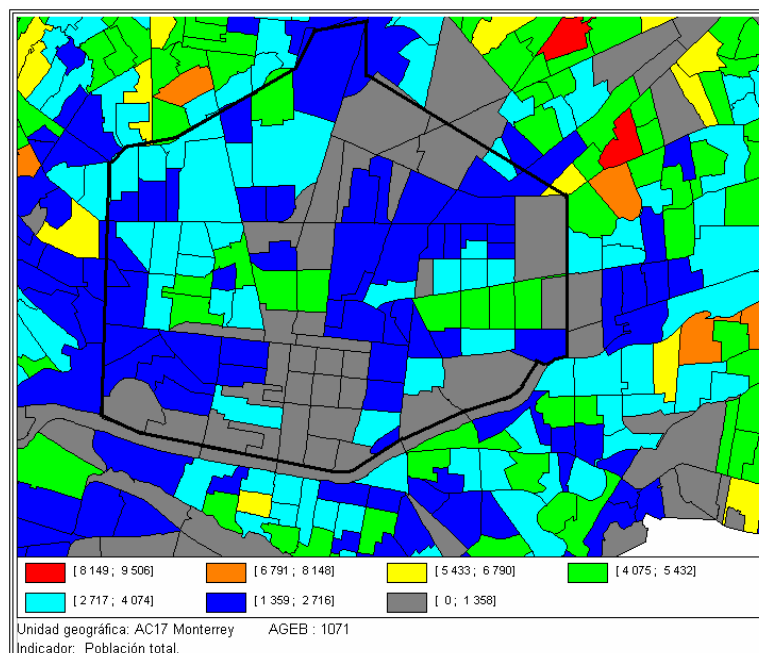 [ 8 149 ; 9 506] [ 6 791 ; 8 148] [ 5 433 ; 6 790] [ 4 075 ; 5 432]
[ 2 717 ; 4 074] [ 1 359 ; 2 716] [ 0 ; 1 358]
Unidad geográfica: AC17 Monterrey AGEB : 1071
Indicador: Población total.